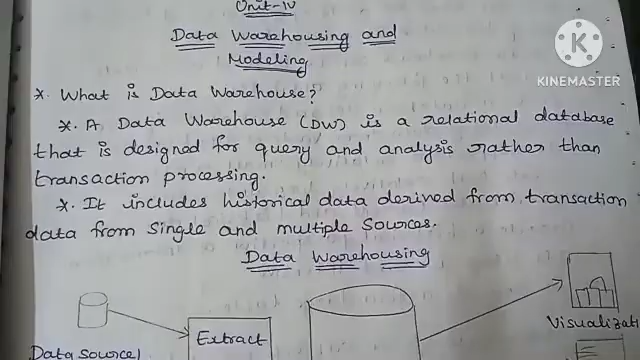 Unit-IV
Data Warehousing and
Modeling
KINEMASTER
*. What is Data Warehouse?
*. A Data Warehouse (DW) is a relational database
that is designed for query and analysis rather than
transaction processing.
*. It includes historical data derived from transaction
data from single and multiple sources.
Data Warehousing
Extract
Visualizati
Data source1